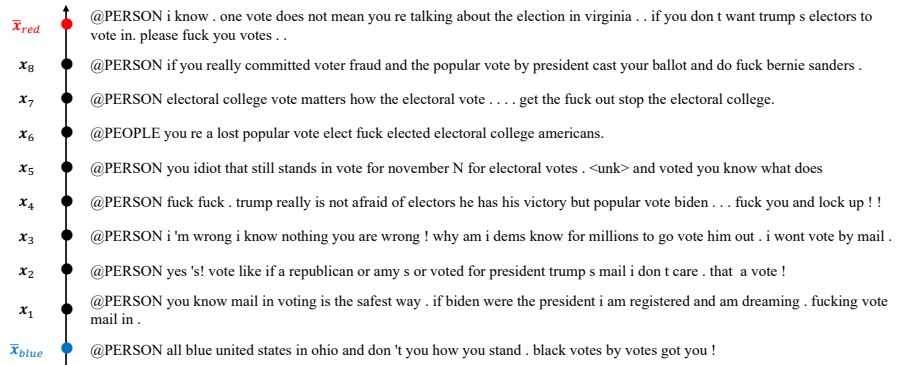 x̅red @PERSON i know . one vote does not mean you re talking about the election in virginia . . if you don t want trump s electors to
vote in. please fuck you votes . .
x8 @PERSON if you really committed voter fraud and the popular vote by president cast your ballot and do fuck bernie sanders .
x7 @PERSON electoral college vote matters how the electoral vote . . . . get the fuck out stop the electoral college.
x6 @PEOPLE you re a lost popular vote elect fuck elected electoral college americans.
x5 @PERSON you idiot that still stands in vote for november N for electoral votes . <unk> and voted you know what does
x4 @PERSON fuck fuck . trump really is not afraid of electors he has his victory but popular vote biden . . . fuck you and lock up ! !
x3 @PERSON i 'm wrong i know nothing you are wrong ! why am i dems know for millions to go vote him out . i wont vote by mail .
x2 @PERSON yes 's! vote like if a republican or amy s or voted for president trump s mail i don t care . that a vote !
x1 @PERSON you know mail in voting is the safest way . if biden were the president i am registered and am dreaming . fucking vote
mail in .
x̅blue @PERSON all blue united states in ohio and don 't you how you stand . black votes by votes got you !